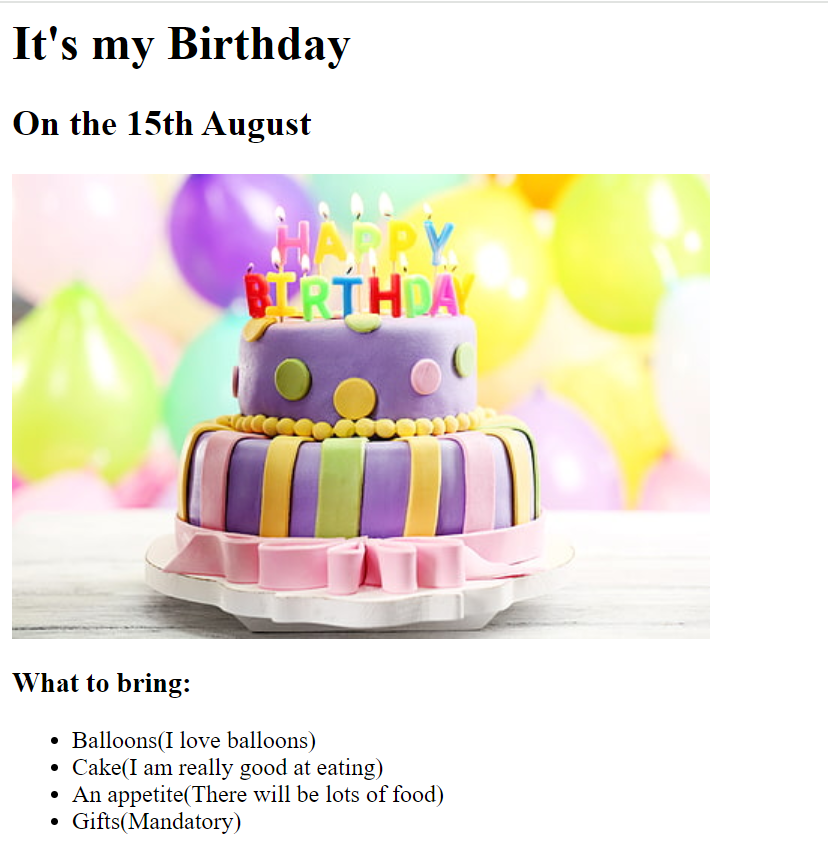 It's my Birthday
On the 15th August
HAPPY
BIRTHDAY
What to bring:
Balloons(I love balloons)
Cake(I am really good at eating)
An appetite(There will be lots of food)
Gifts(Mandatory)